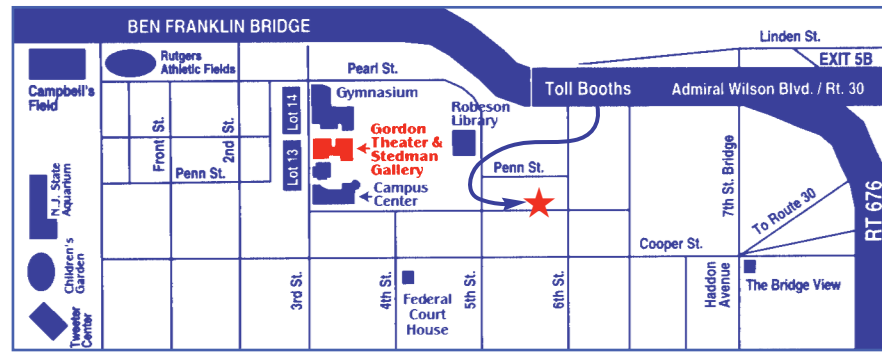 BEN FRANKLIN BRIDGE
Linden St.
EXIT 5B
Rutgers
Athletic Fields
Pearl St.
Toll Booths
Admiral Wilson Blvd. / Rt. 30
Campbell's
Field
Gymnasium
Lot 14
Robeson
Library
Front St.
2nd St.
Gordon
Theater &
Stedman
Gallery
Lot 13
Penn St.
Penn St.
Campus
Center
N.J. State
Aquarium
7th St. Bridge
To Route 30
RT 676
Cooper St.
Children's
Garden
3rd St.
4th St.
5th St.
6th St.
Haddon
Avenue
Federal
Court
House
The Bridge View
Tweeter
Center